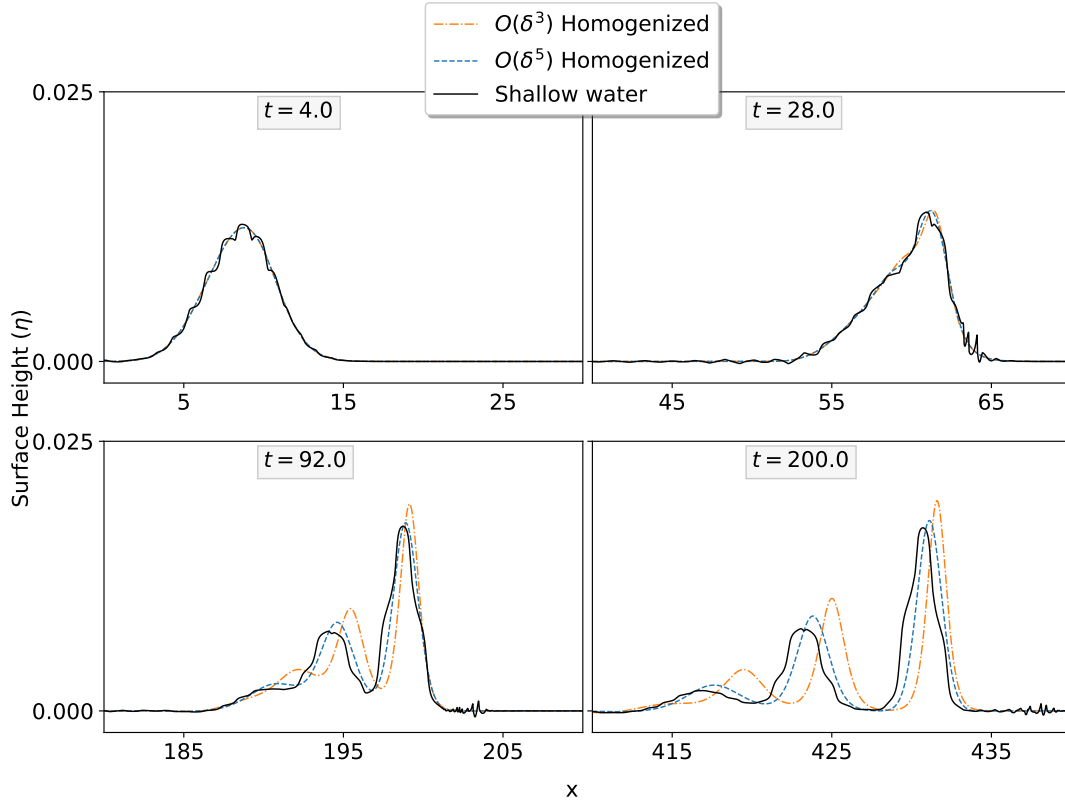 O(δ³) Homogenized
O(δ⁵) Homogenized
Shallow water
Surface Height (η)
0.025
0.000
t = 4.0
5 15 25
t = 28.0
45 55 65
0.025
0.000
t = 92.0
185 195 205
t = 200.0
415 425 435
x